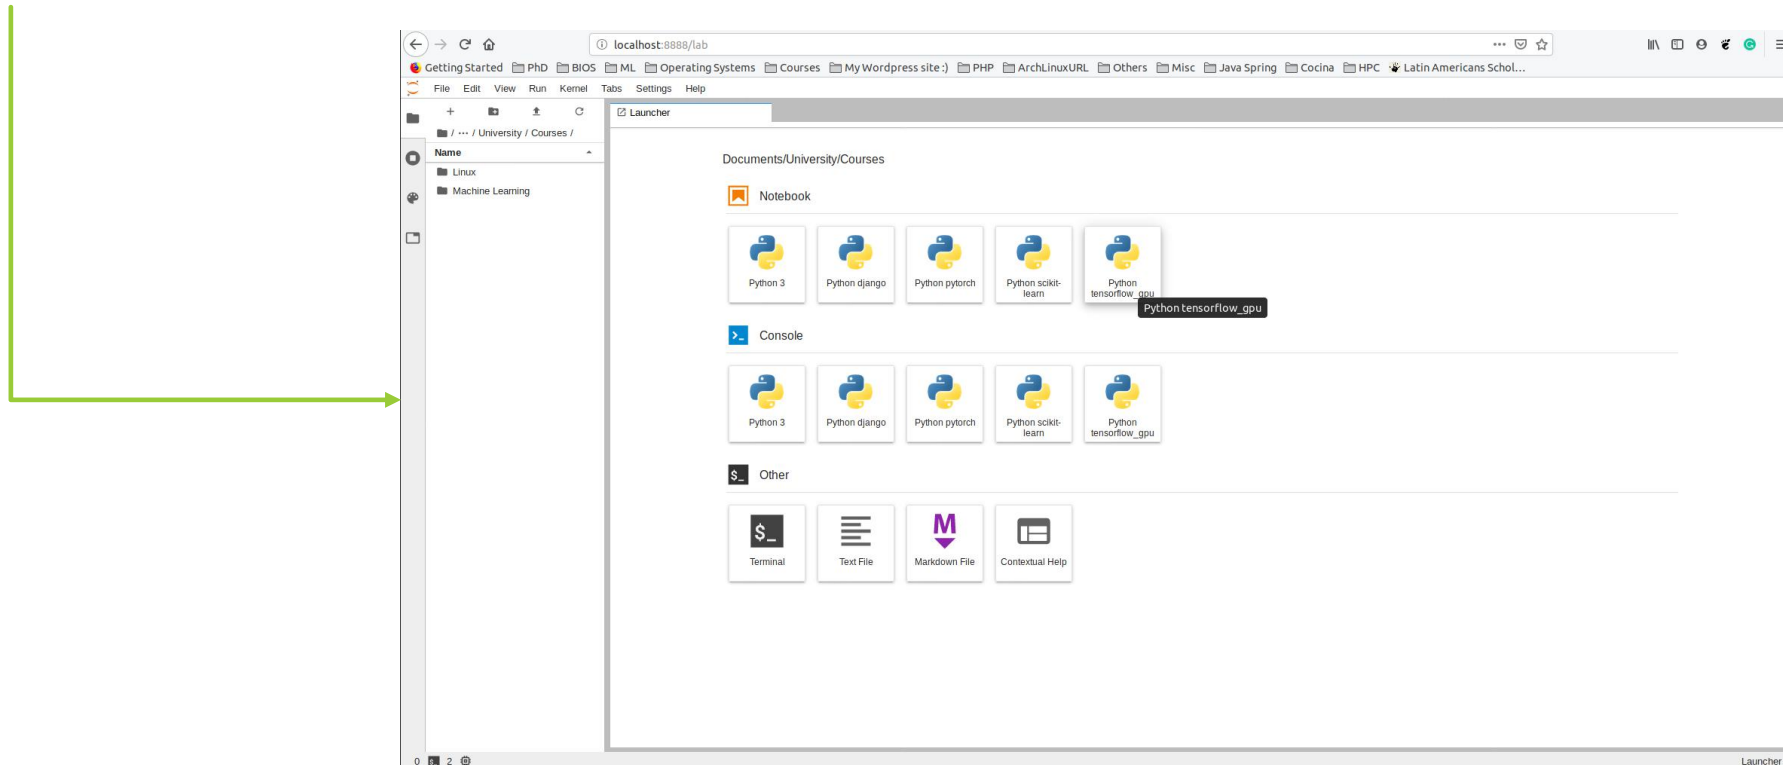 localhost:8888/lab
Getting Started PhD BIOS ML Operating Systems Courses My Wordpress site :) PHP ArchLinuxURL Others Misc Java Spring Cocina HPC Latin Americans Schol...
File Edit View Run Kernel Tabs Settings Help
Launcher
/ ··· / University / Courses /
Name
Linux
Machine Learning
Documents/University/Courses
Notebook
Python 3 Python django Python pytorch Python scikit- Python
learn tensorflow_gpu
Python tensorflow_gpu
Console
Python 3 Python django Python pytorch Python scikit- Python
learn tensorflow_gpu
$_ Other
$_
Terminal Text File Markdown File Contextual Help
0 $_ 2 Launcher